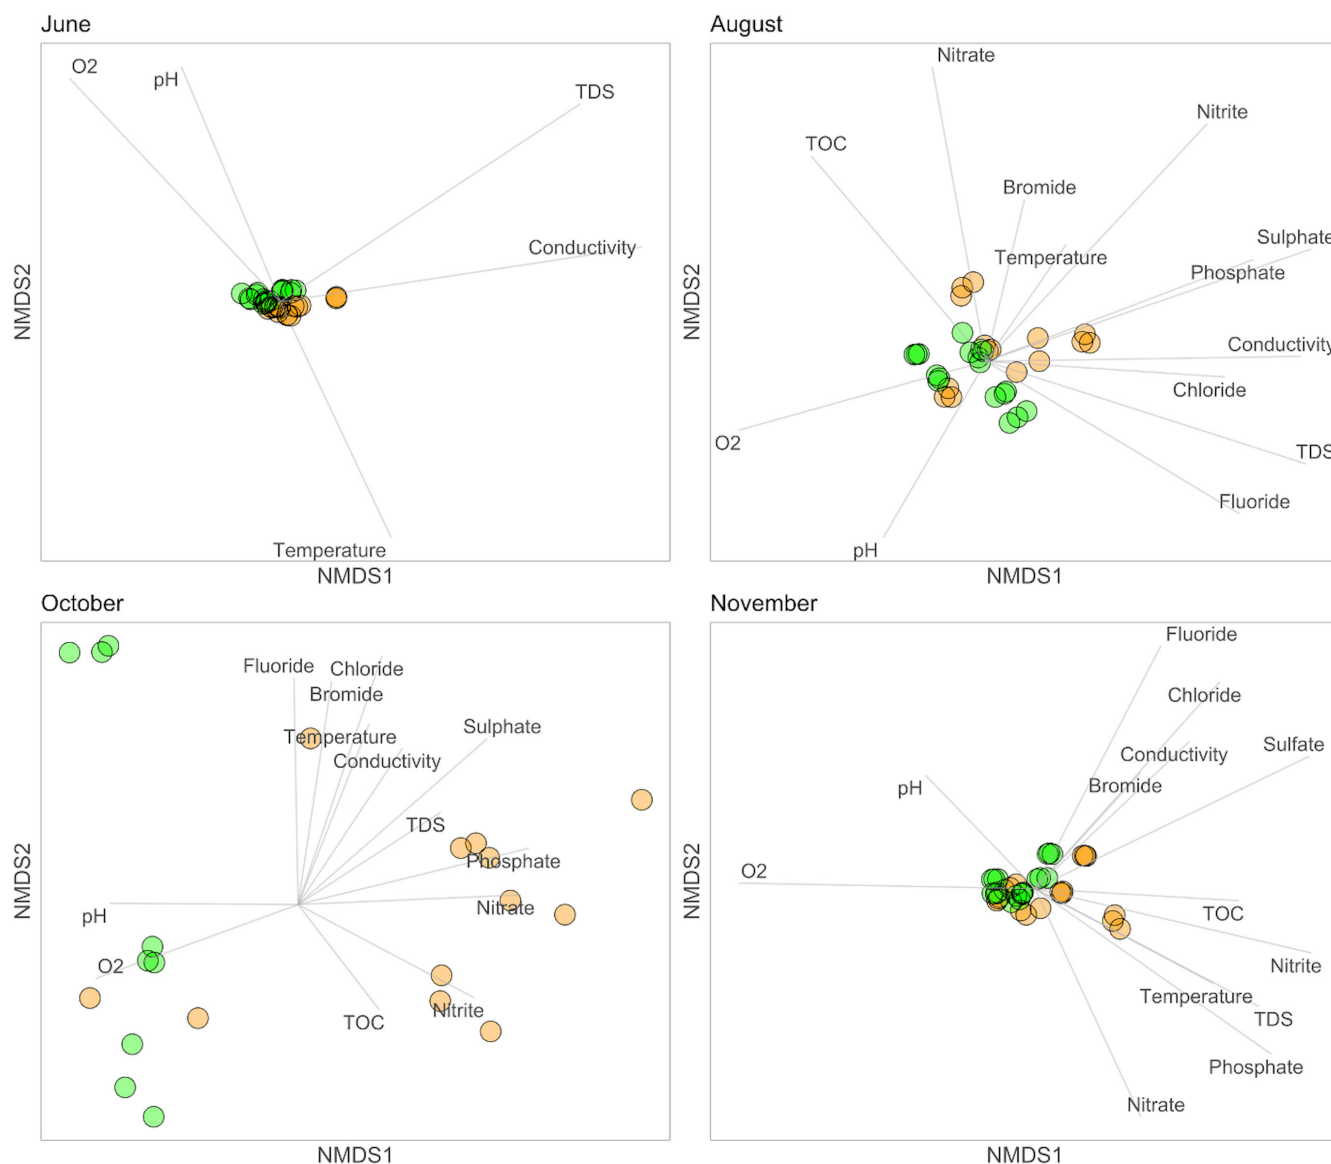 June
O2
pH
TDS
Conductivity
Temperature
NMDS2
NMDS1
August
Nitrate
Nitrite
TOC
Bromide
Sulphate
Temperature
Phosphate
Conductivity
Chloride
O2
TDS
Fluoride
pH
NMDS2
NMDS1
October
Fluoride
Chloride
Bromide
Sulphate
Temperature
Conductivity
TDS
Phosphate
Nitrate
pH
O2
Nitrite
TOC
NMDS2
NMDS1
November
Fluoride
Chloride
Sulfate
Conductivity
Bromide
pH
O2
TOC
Nitrite
Temperature
TDS
Phosphate
Nitrate
NMDS2
NMDS1